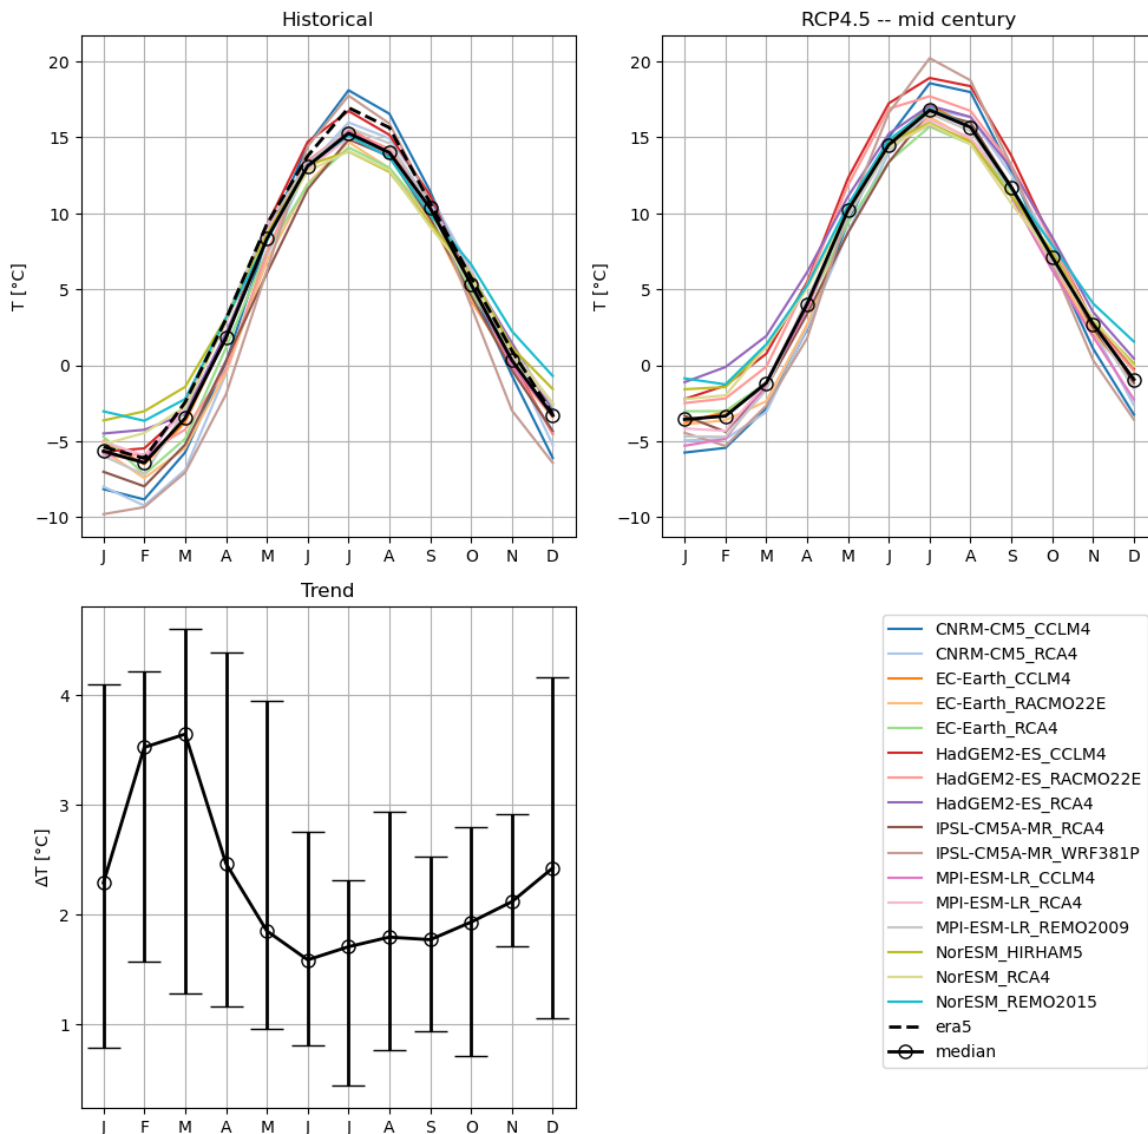 Historical
T [°C]
20
15
10
5
0
−5
−10
J F M A M J J A S O N D
RCP4.5 -- mid century
T [°C]
20
15
10
5
0
−5
−10
J F M A M J J A S O N D
Trend
ΔT [°C]
4
3
2
1
J F M A M J J A S O N D
CNRM-CM5_CCLM4
CNRM-CM5_RCA4
EC-Earth_CCLM4
EC-Earth_RACMO22E
EC-Earth_RCA4
HadGEM2-ES_CCLM4
HadGEM2-ES_RACMO22E
HadGEM2-ES_RCA4
IPSL-CM5A-MR_RCA4
IPSL-CM5A-MR_WRF381P
MPI-ESM-LR_CCLM4
MPI-ESM-LR_RCA4
MPI-ESM-LR_REMO2009
NorESM_HIRHAM5
NorESM_RCA4
NorESM_REMO2015
era5
median